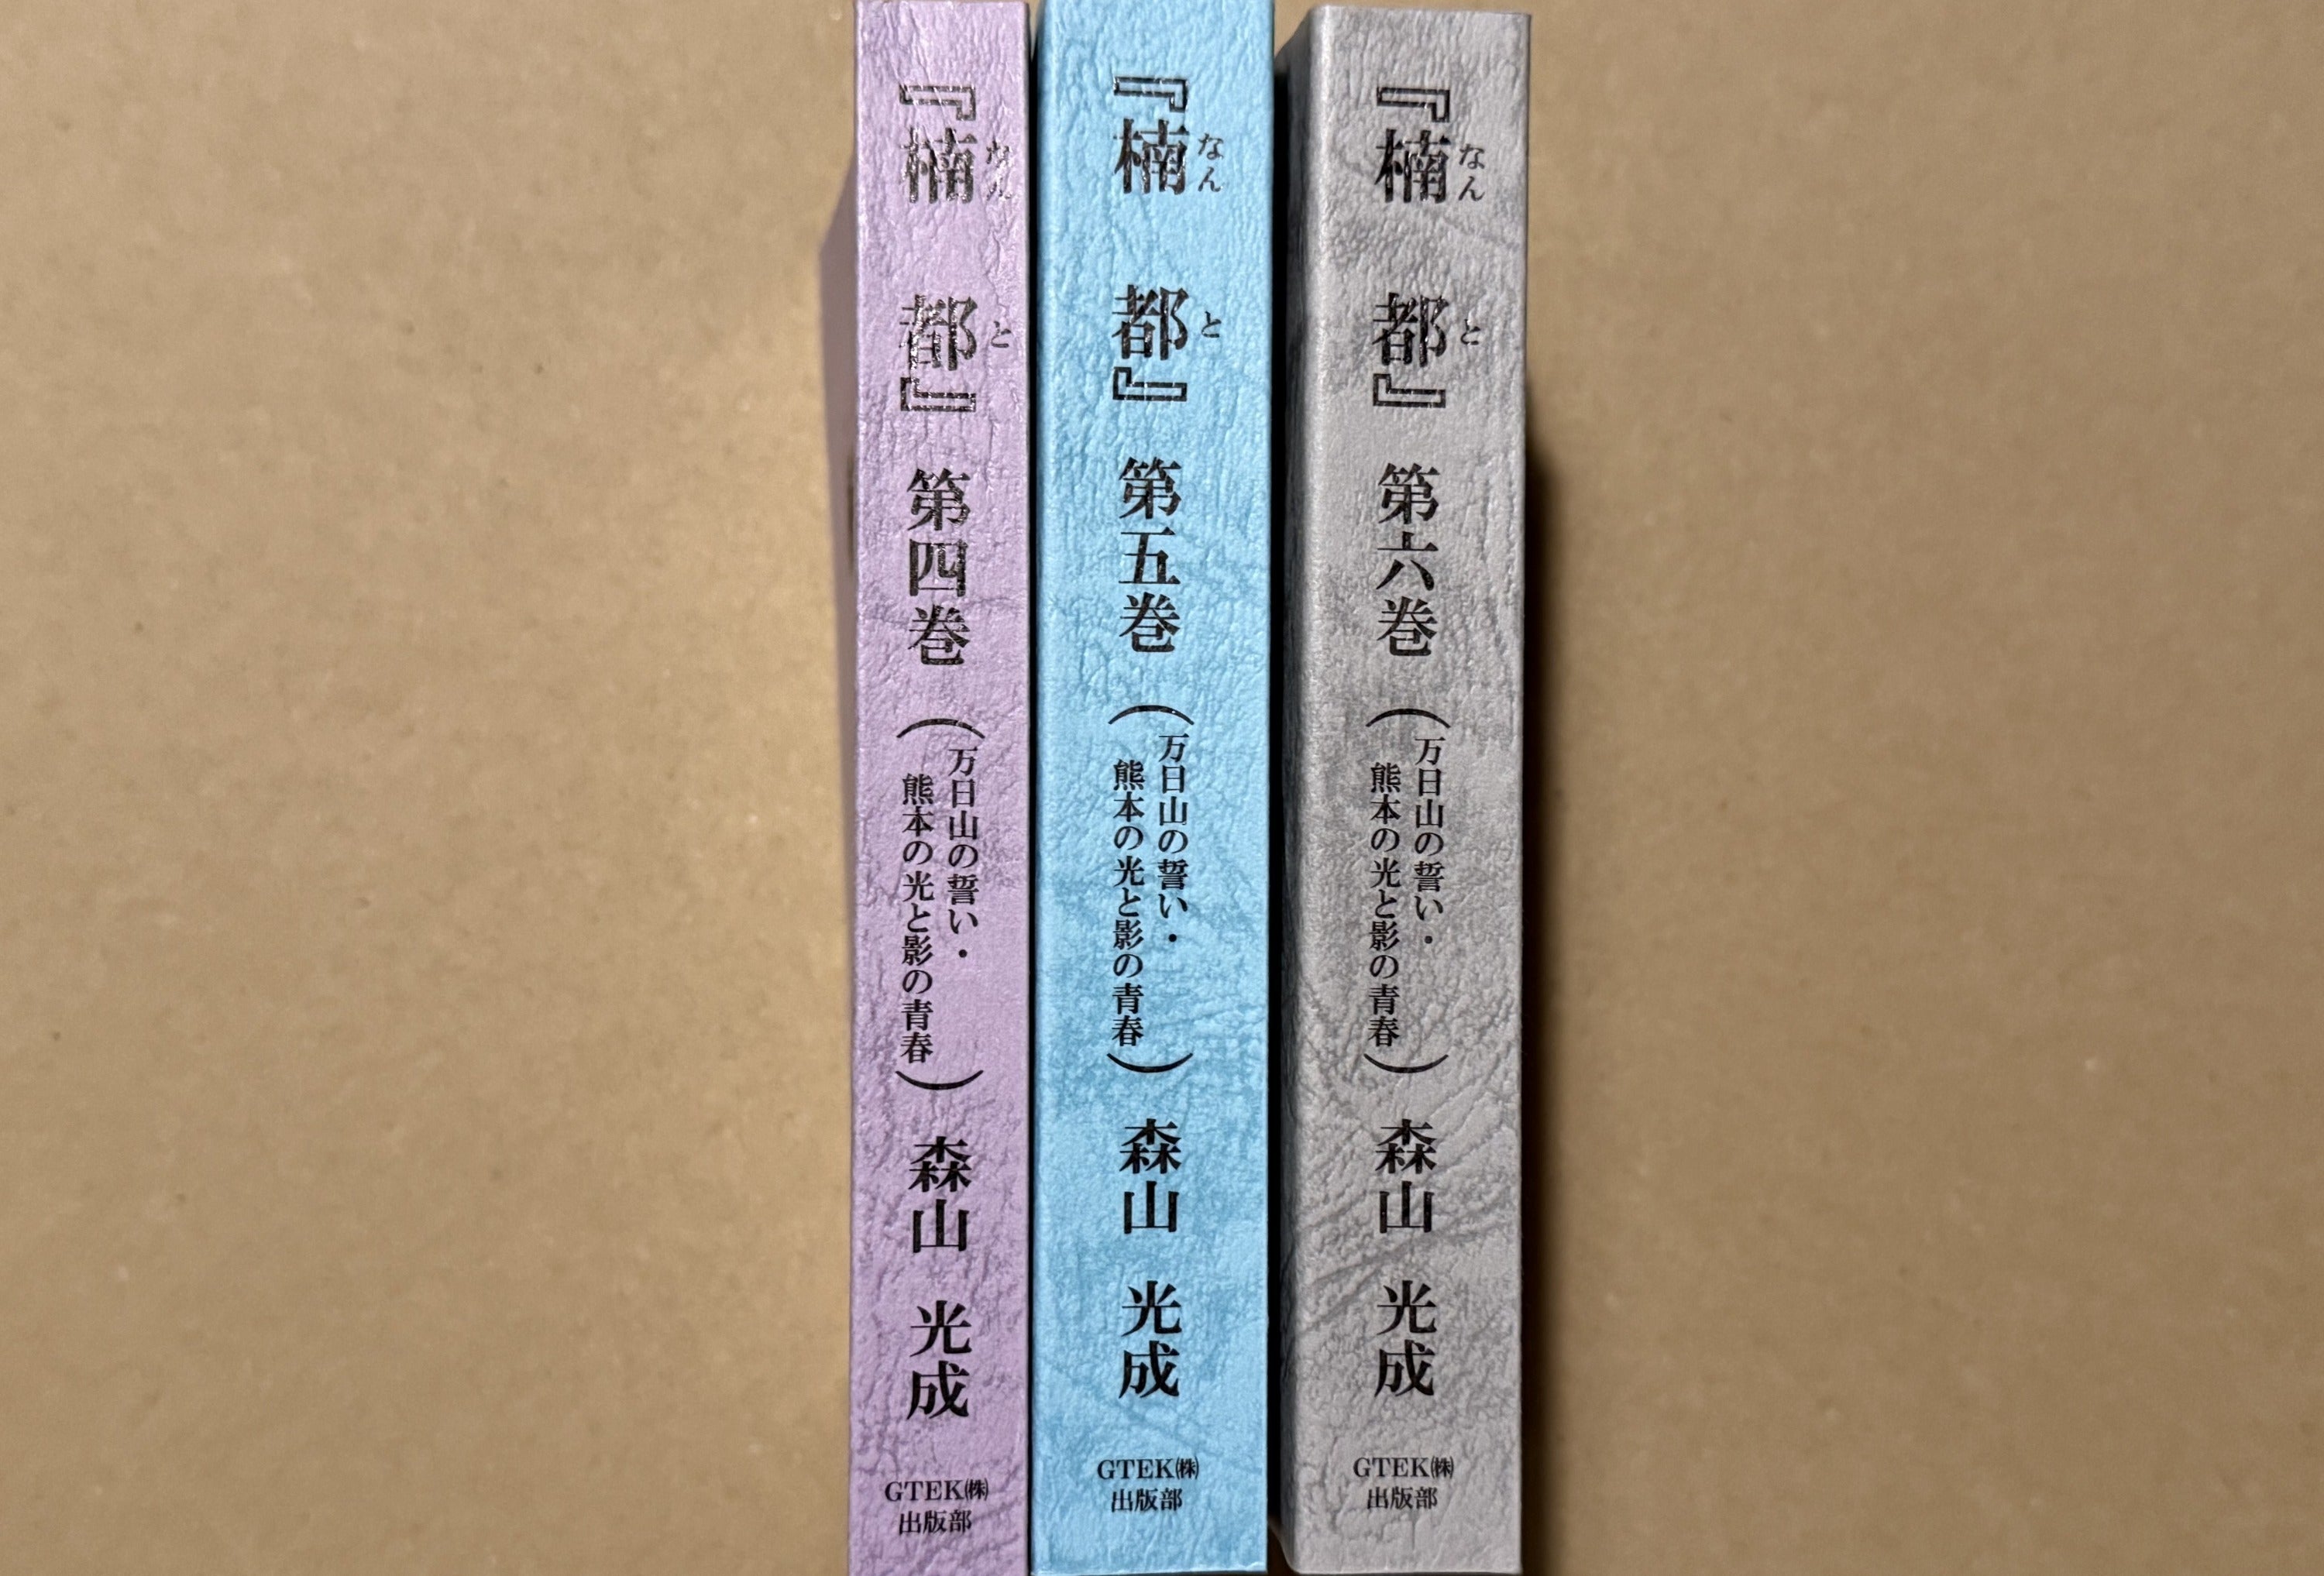 『楠都』 第四巻
なん と
(万日山の誓い・
熊本の光と影の青春)
森山 光成
GTEK㈱
出版部
『楠都』 第五巻
なん と
(万日山の誓い・
熊本の光と影の青春)
森山 光成
GTEK㈱
出版部
『楠都』 第六巻
なん と
(万日山の誓い・
熊本の光と影の青春)
森山 光成
GTEK㈱
出版部